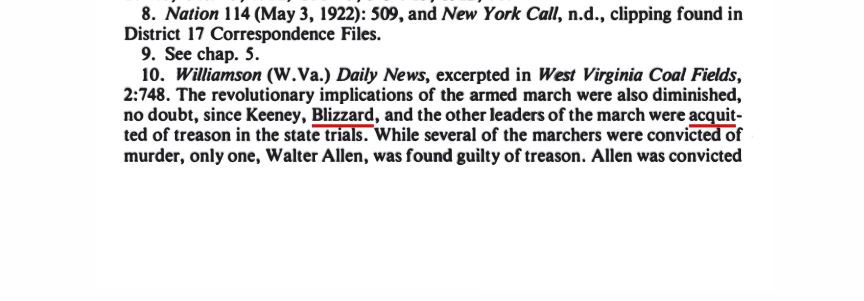 8. Nation 114 (May 3, 1922): 509, and New York Call, n.d., clipping found in
District 17 Correspondence Files.
9. See chap. 5.
10. Williamson (W.Va.) Daily News, excerpted in West Virginia Coal Fields,
2:748. The revolutionary implications of the armed march were also diminished,
no doubt, since Keeney, Blizzard, and the other leaders of the march were acquit-
ted of treason in the state trials. While several of the marchers were convicted of
murder, only one, Walter Allen, was found guilty of treason. Allen was convicted